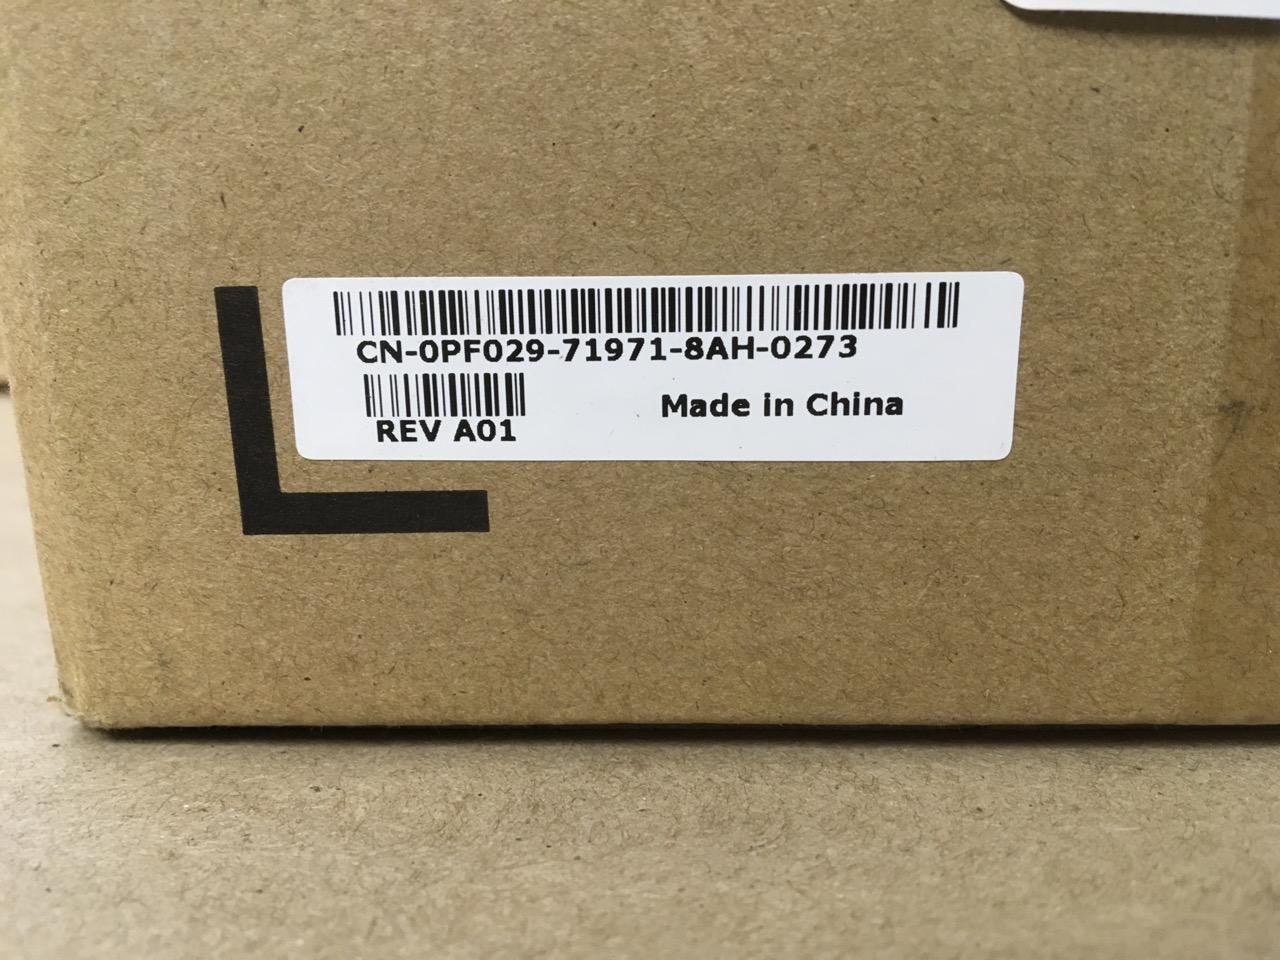 CN-0PF029-71971-8AH-0273
REV A01
Made in China